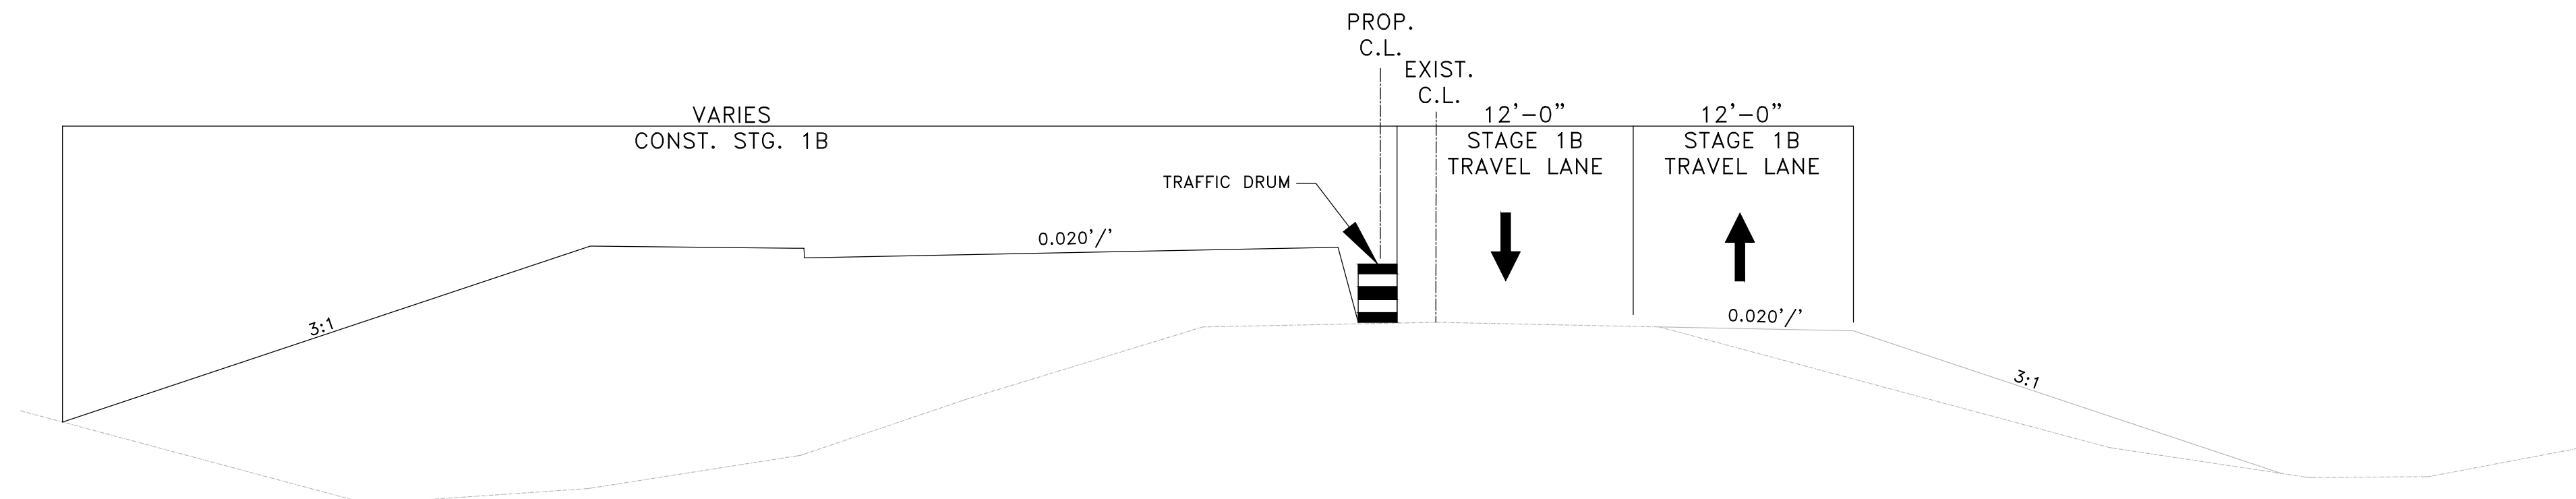 PROP.
C.L.
EXIST.
C.L.
VARIES
CONST. STG. 1B
12'-0"
STAGE 1B
TRAVEL LANE
12'-0"
STAGE 1B
TRAVEL LANE
TRAFFIC DRUM
0.020'/'
3:1
0.020'/'
3:1